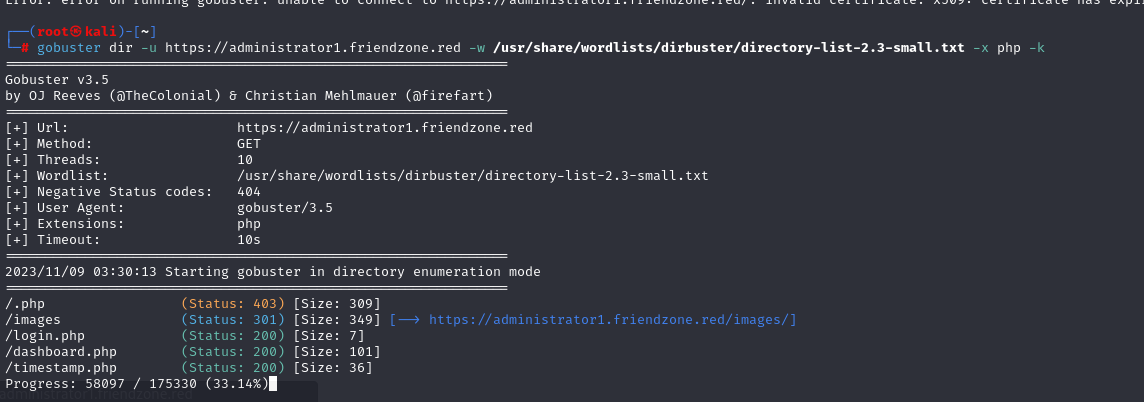 Error: error on running gobuster: unable to connect to https://administrator1.friendzone.red/: invalid certificate: x509: certificate has expi
┌──(root㉿kali)-[~]
└─# gobuster dir -u https://administrator1.friendzone.red -w /usr/share/wordlists/dirbuster/directory-list-2.3-small.txt -x php -k
===============================================================
Gobuster v3.5
by OJ Reeves (@TheColonial) & Christian Mehlmauer (@firefart)
===============================================================
[+] Url:                     https://administrator1.friendzone.red
[+] Method:                  GET
[+] Threads:                 10
[+] Wordlist:                /usr/share/wordlists/dirbuster/directory-list-2.3-small.txt
[+] Negative Status codes:   404
[+] User Agent:              gobuster/3.5
[+] Extensions:              php
[+] Timeout:                 10s
===============================================================
2023/11/09 03:30:13 Starting gobuster in directory enumeration mode
===============================================================
/.php                 (Status: 403) [Size: 309]
/images               (Status: 301) [Size: 349] [--> https://administrator1.friendzone.red/images/]
/login.php            (Status: 200) [Size: 7]
/dashboard.php        (Status: 200) [Size: 101]
/timestamp.php        (Status: 200) [Size: 36]
Progress: 58097 / 175330 (33.14%)
administrator1.friendzone.red